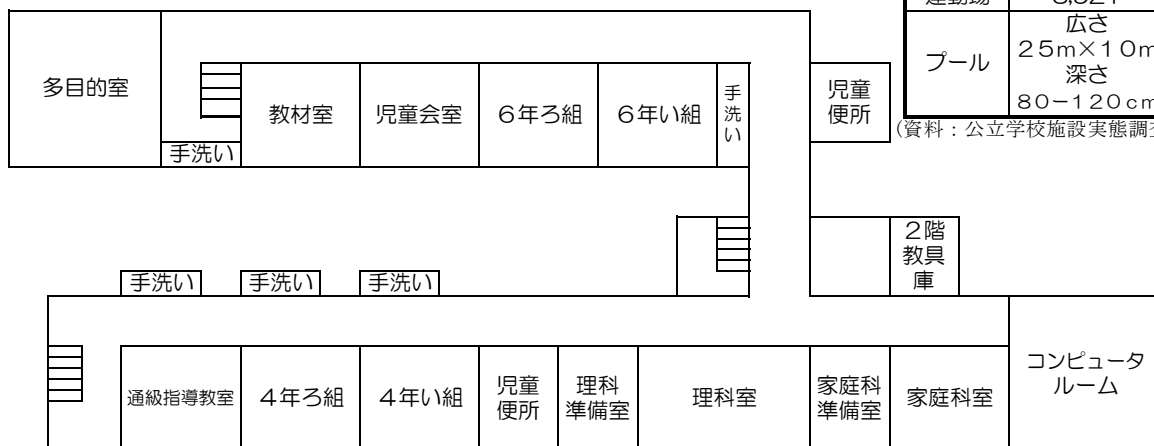 広さ
プール
25m×10m
深さ
80-120cm
(資料:公立学校施設実態調査
多目的室
手洗い
教材室
児童会室
6年ろ組
6年い組
手洗い
児童
便所
2階
教具
庫
手洗い
手洗い
手洗い
通級指導教室
4年ろ組
4年い組
児童
便所
理科
準備室
理科室
家庭科
準備室
家庭科室
コンピュータ
ルーム